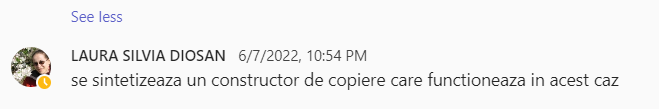 See less
LAURA SILVIA DIOSAN 6/7/2022, 10:54 PM
se sintetizeaza un constructor de copiere care functioneaza in acest caz